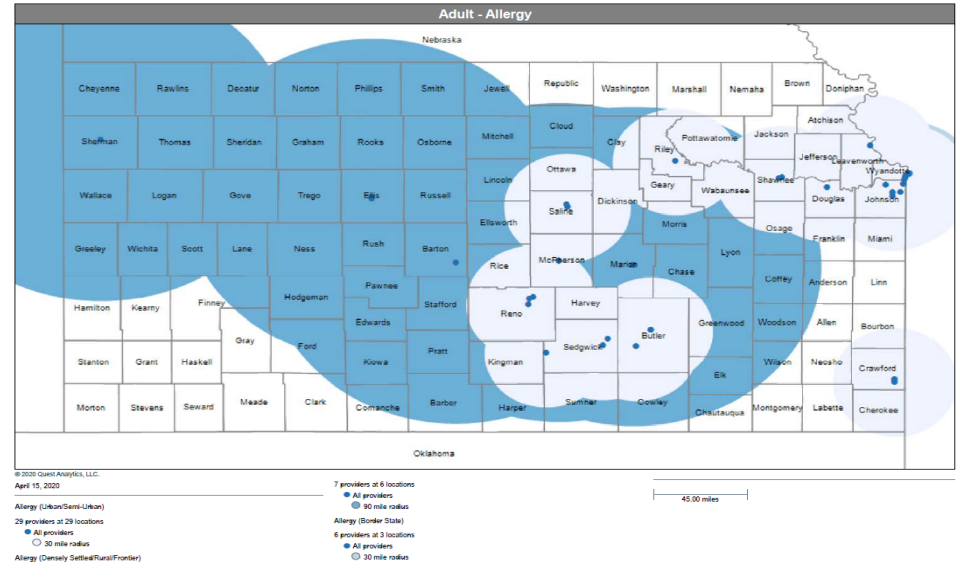 Adult - Allergy
Nebraska
Cheyenne Rawlins Decatur Norton Phillips Smith Jewell Republic Washington Marshall Nemaha Brown Doniphan
Sherman Thomas Sheridan Graham Rooks Osborne Mitchell Cloud Clay Riley Pottawatomie Jackson Atchison
Jefferson Leavenworth
Wyandotte
Wallace Logan Gove Trego Ellis Russell Lincoln Ottawa Geary Wabaunsee Shawnee Douglas Johnson
Saline Dickinson
Greeley Wichita Scott Lane Ness Rush Barton Ellsworth Morris Osage Franklin Miami
Rice McPherson Marion Chase Lyon Coffey Anderson Linn
Hamilton Kearny Finney Hodgeman Pawnee Stafford Reno Harvey
Gray Ford Edwards Sedgwick Butler Greenwood Woodson Allen Bourbon
Stanton Grant Haskell Kiowa Pratt Kingman Elk Wilson Neosho Crawford
Morton Stevens Seward Meade Clark Comanche Barber Harper Sumner Cowley Chautauqua Montgomery Labette Cherokee
Oklahoma
© 2020 Quest Analytics, LLC.
April 15, 2020
Allergy (Urban/Semi-Urban)
29 providers at 29 locations
All providers
30 mile radius
Allergy (Densely Settled/Rural/Frontier)
7 providers at 6 locations
All providers
90 mile radius
Allergy (Border State)
6 providers at 3 locations
All providers
30 mile radius
45.00 miles